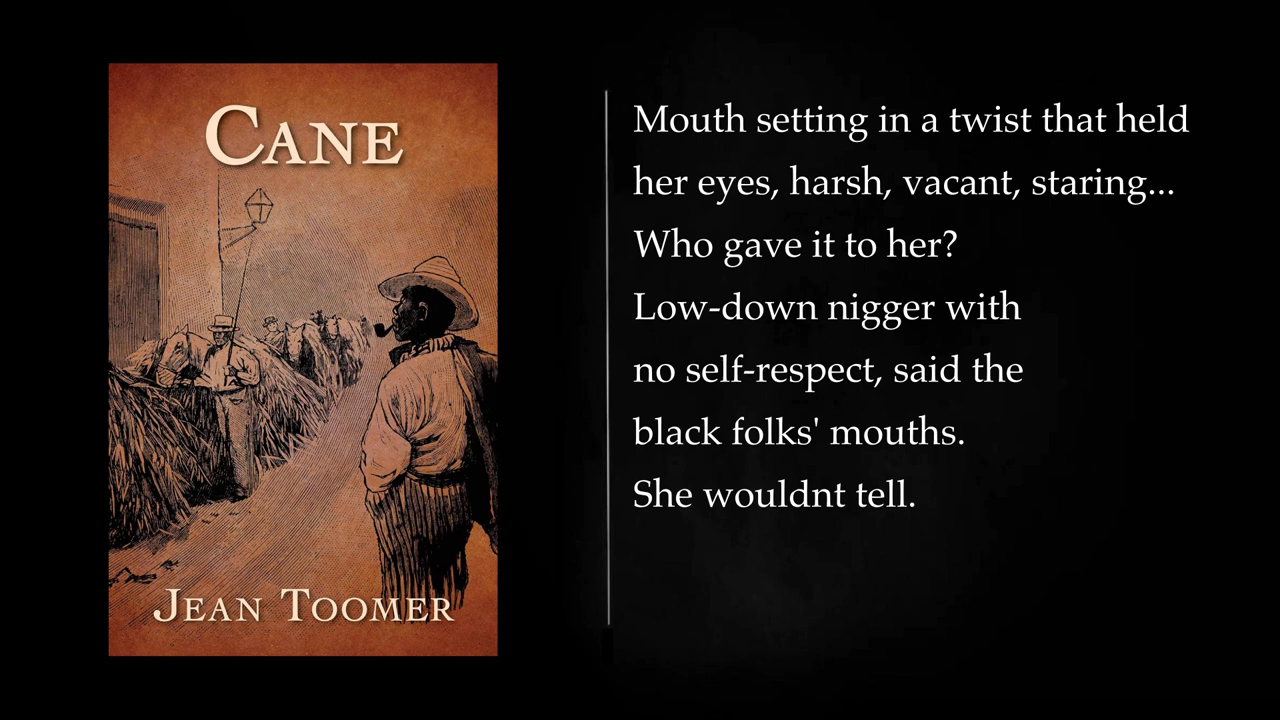 CANE
JEAN TOOMER
Mouth setting in a twist that held
her eyes, harsh, vacant, staring...
Who gave it to her?
Low-down nigger with
no self-respect, said the
black folks' mouths.
She wouldnt tell.